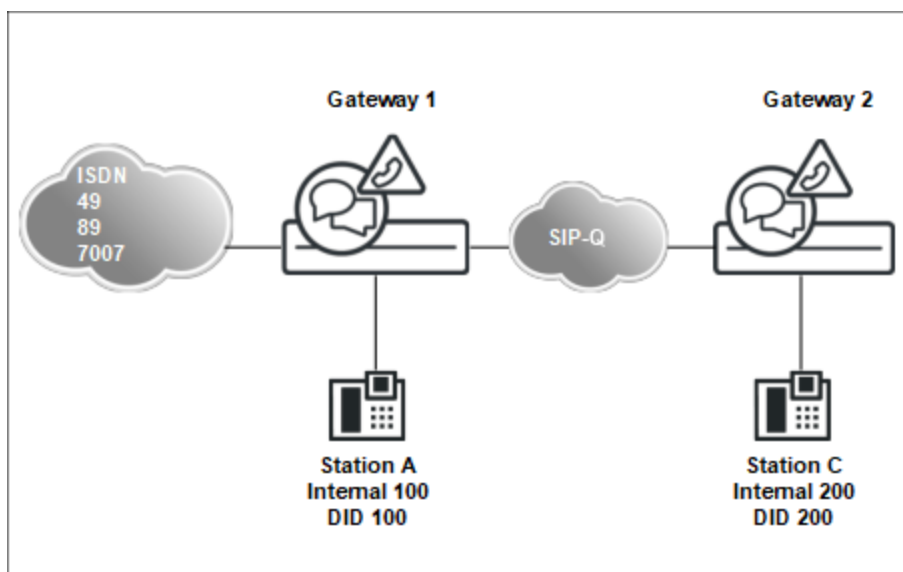 Gateway 1
Gateway 2
ISDN
49
89
7007
SIP-Q
Station A
Internal 100
DID 100
Station C
Internal 200
DID 200